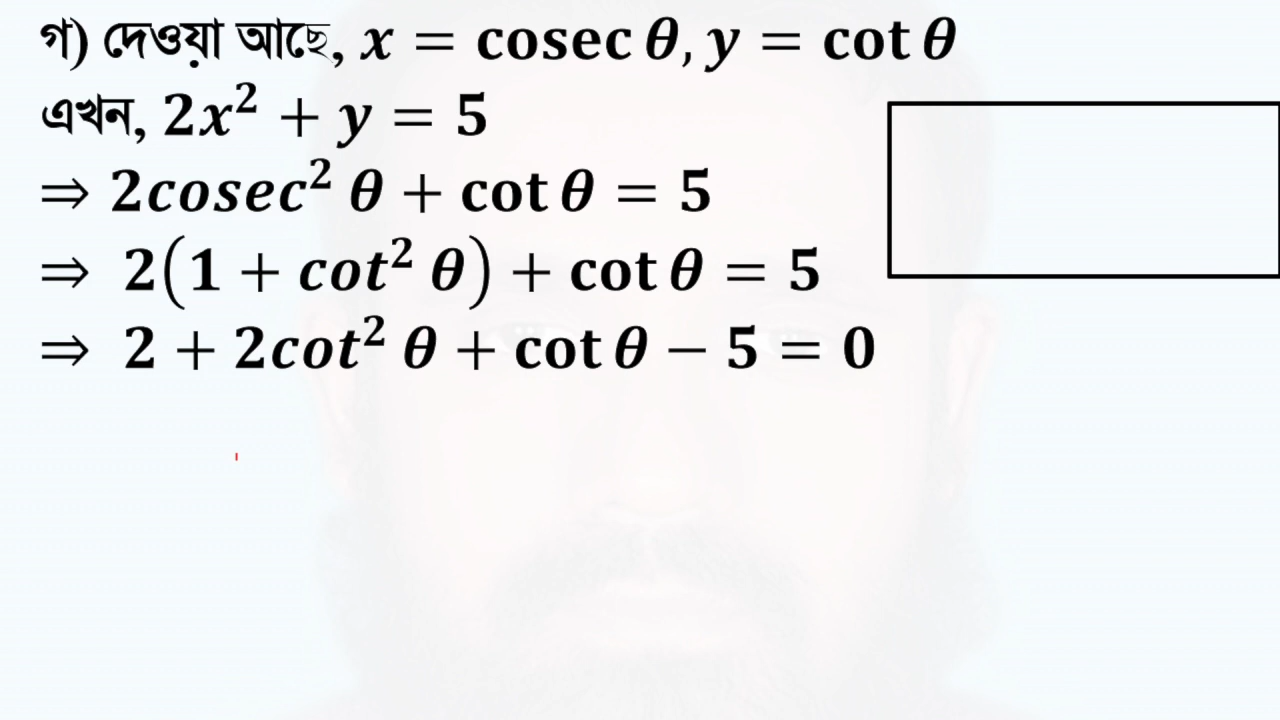 গ) দেওয়া আছে, x = cosec θ, y = cot θ
এখন, 2x² + y = 5
⇒ 2cosec² θ + cot θ = 5
⇒ 2(1 + cot² θ) + cot θ = 5
⇒ 2 + 2cot² θ + cot θ − 5 = 0